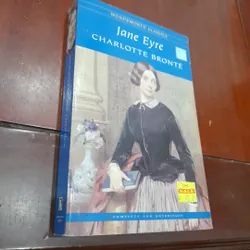 WORDSWORTH CLASSICS
Jane Eyre
CHARLOTTE BRONTË
COMPLETE AND UNABRIDGED